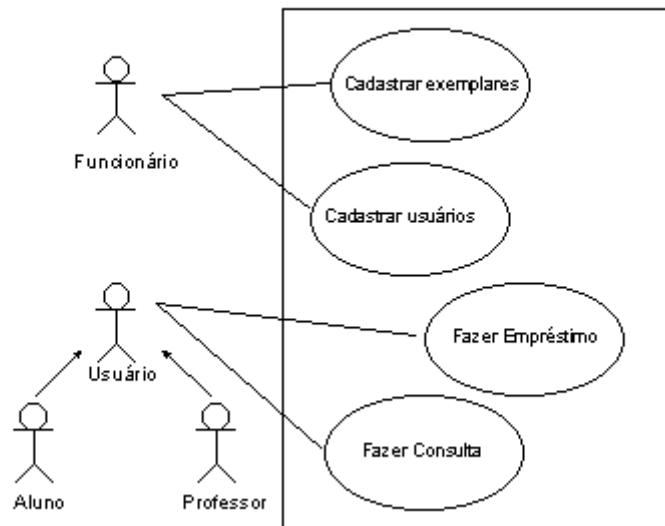 Cadastrar exemplares
Funcionário
Cadastrar usuários
Fazer Empréstimo
Usuário
Fazer Consulta
Aluno
Professor